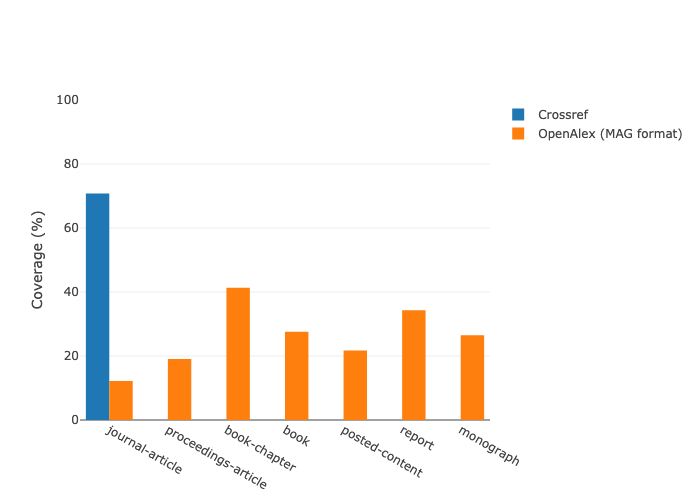 100
80
60
40
20
0
Coverage (%)
journal-article
proceedings-article
book-chapter
book
posted-content
report
monograph
Crossref
OpenAlex (MAG format)